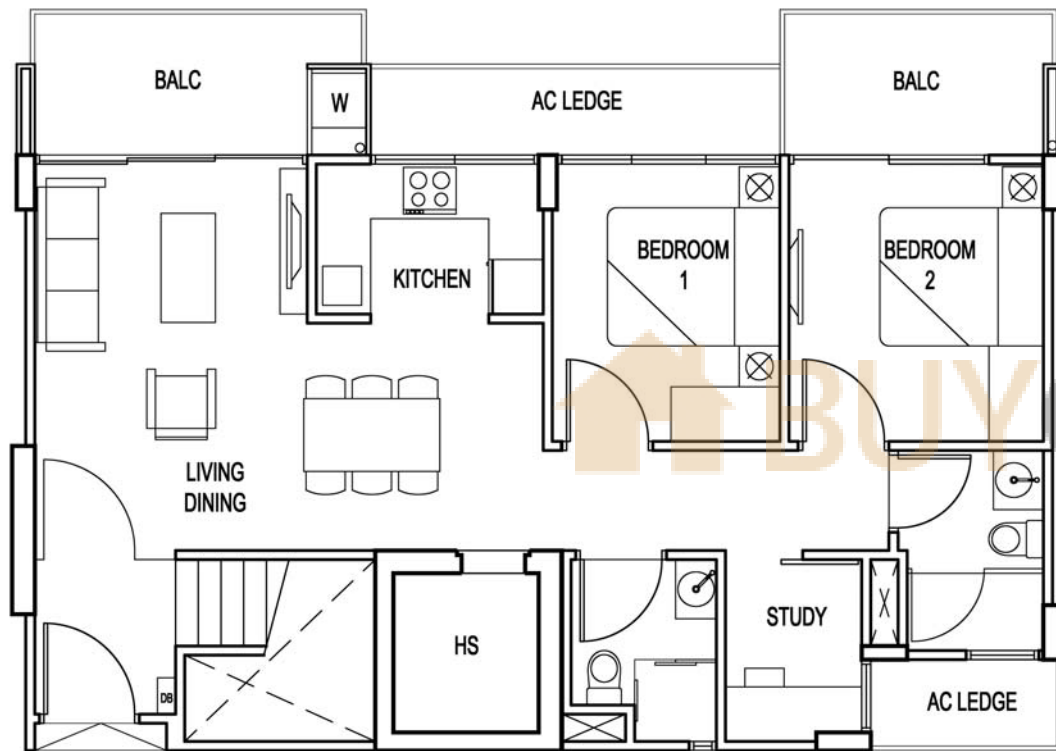 BALC
W
AC LEDGE
BALC
KITCHEN
BEDROOM
1
BEDROOM
2
BUY
LIVING
DINING
HS
STUDY
DB
AC LEDGE